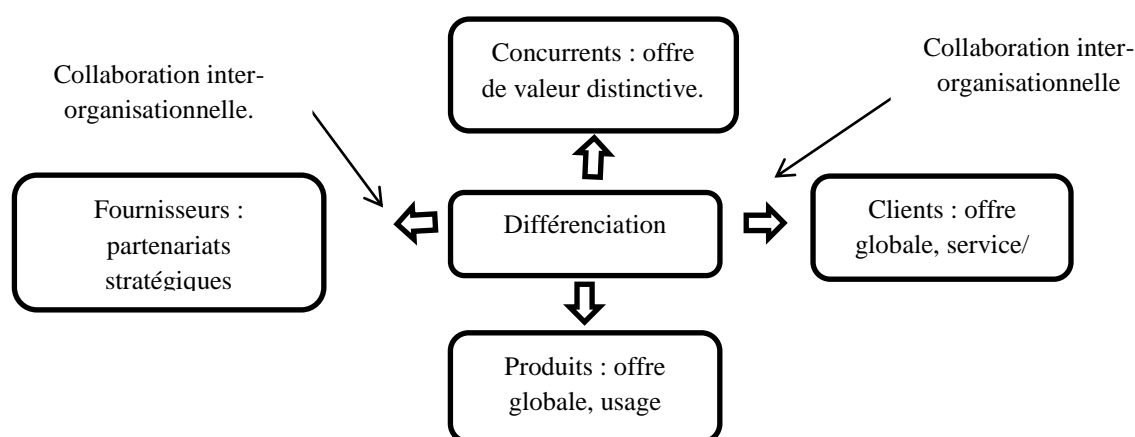 Concurrents : offre
de valeur distinctive.
Collaboration inter-
organisationnelle
Collaboration inter-
organisationnelle.
Fournisseurs :
partenariats
stratégiques
Différenciation
Clients : offre
globale, service/
Produits : offre
globale, usage